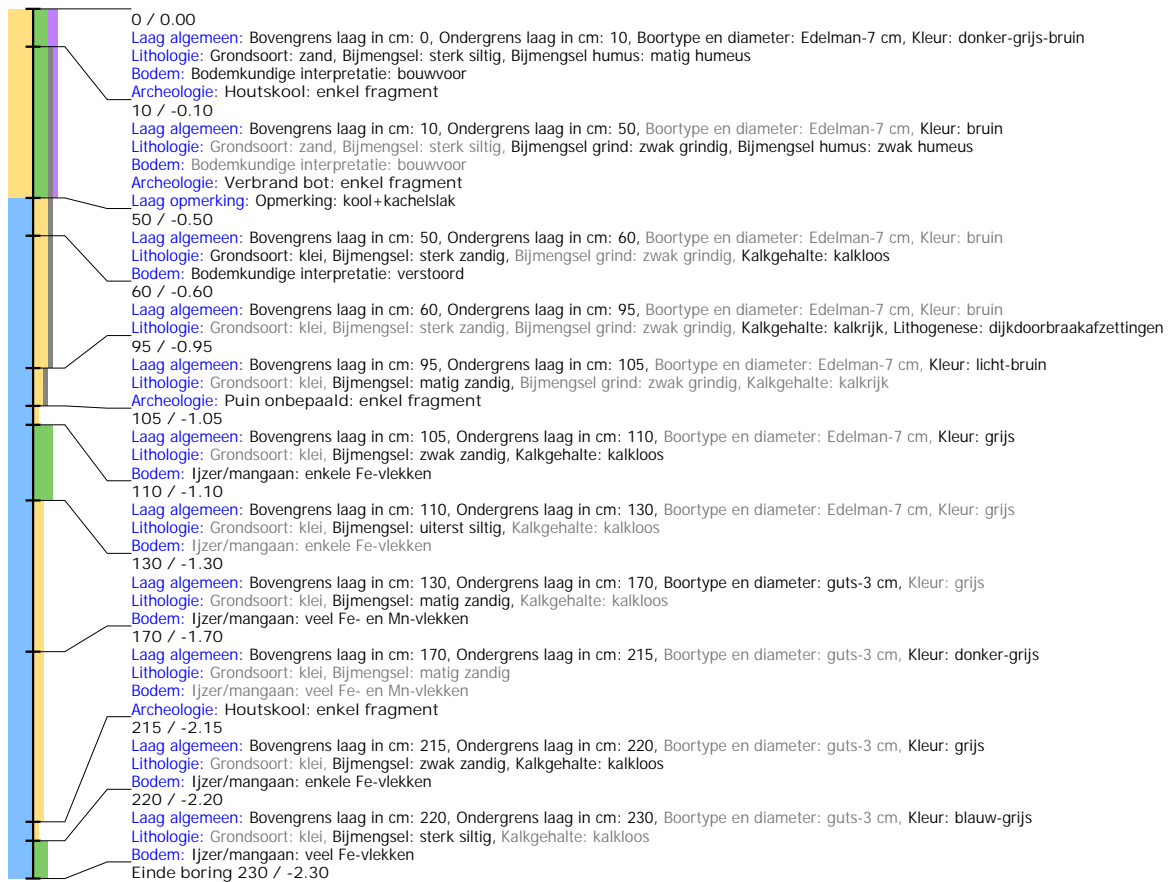 0 / 0.00
Laag algemeen: Bovengrens laag in cm: 0, Ondergrens laag in cm: 10, Boortype en diameter: Edelman-7 cm, Kleur: donker-grijs-bruin
Lithologie: Grondsoort: zand, Bijmengsel: sterk siltig, Bijmengsel humus: matig humeus
Bodem: Bodemkundige interpretatie: bouwvoor
Archeologie: Houtskool: enkel fragment
10 / -0.10
Laag algemeen: Bovengrens laag in cm: 10, Ondergrens laag in cm: 50, Boortype en diameter: Edelman-7 cm, Kleur: bruin
Lithologie: Grondsoort: zand, Bijmengsel: sterk siltig, Bijmengsel grind: zwak grindig, Bijmengsel humus: zwak humeus
Bodem: Bodemkundige interpretatie: bouwvoor
Archeologie: Verbrand bot: enkel fragment
Laag opmerking: Opmerking: kool+kachelslak
50 / -0.50
Laag algemeen: Bovengrens laag in cm: 50, Ondergrens laag in cm: 60, Boortype en diameter: Edelman-7 cm, Kleur: bruin
Lithologie: Grondsoort: klei, Bijmengsel: sterk zandig, Bijmengsel grind: zwak grindig, Kalkgehalte: kalkloos
Bodem: Bodemkundige interpretatie: verstoord
60 / -0.60
Laag algemeen: Bovengrens laag in cm: 60, Ondergrens laag in cm: 95, Boortype en diameter: Edelman-7 cm, Kleur: bruin
Lithologie: Grondsoort: klei, Bijmengsel: sterk zandig, Bijmengsel grind: zwak grindig, Kalkgehalte: kalkrijk, Lithogenese: dijkdoorbraakafzettingen
95 / -0.95
Laag algemeen: Bovengrens laag in cm: 95, Ondergrens laag in cm: 105, Boortype en diameter: Edelman-7 cm, Kleur: licht-bruin
Lithologie: Grondsoort: klei, Bijmengsel: matig zandig, Bijmengsel grind: zwak grindig, Kalkgehalte: kalkrijk
Archeologie: Puin onbepaald: enkel fragment
105 / -1.05
Laag algemeen: Bovengrens laag in cm: 105, Ondergrens laag in cm: 110, Boortype en diameter: Edelman-7 cm, Kleur: grijs
Lithologie: Grondsoort: klei, Bijmengsel: zwak zandig, Kalkgehalte: kalkloos
Bodem: Ijzer/mangaan: enkele Fe-vlekken
110 / -1.10
Laag algemeen: Bovengrens laag in cm: 110, Ondergrens laag in cm: 130, Boortype en diameter: Edelman-7 cm, Kleur: grijs
Lithologie: Grondsoort: klei, Bijmengsel: uiterst siltig, Kalkgehalte: kalkloos
Bodem: Ijzer/mangaan: enkele Fe-vlekken
130 / -1.30
Laag algemeen: Bovengrens laag in cm: 130, Ondergrens laag in cm: 170, Boortype en diameter: guts-3 cm, Kleur: grijs
Lithologie: Grondsoort: klei, Bijmengsel: matig zandig, Kalkgehalte: kalkloos
Bodem: Ijzer/mangaan: veel Fe- en Mn-vlekken
170 / -1.70
Laag algemeen: Bovengrens laag in cm: 170, Ondergrens laag in cm: 215, Boortype en diameter: guts-3 cm, Kleur: donker-grijs
Lithologie: Grondsoort: klei, Bijmengsel: matig zandig
Bodem: Ijzer/mangaan: veel Fe- en Mn-vlekken
Archeologie: Houtskool: enkel fragment
215 / -2.15
Laag algemeen: Bovengrens laag in cm: 215, Ondergrens laag in cm: 220, Boortype en diameter: guts-3 cm, Kleur: grijs
Lithologie: Grondsoort: klei, Bijmengsel: zwak zandig, Kalkgehalte: kalkloos
Bodem: Ijzer/mangaan: enkele Fe-vlekken
220 / -2.20
Laag algemeen: Bovengrens laag in cm: 220, Ondergrens laag in cm: 230, Boortype en diameter: guts-3 cm, Kleur: blauw-grijs
Lithologie: Grondsoort: klei, Bijmengsel: sterk siltig, Kalkgehalte: kalkloos
Bodem: Ijzer/mangaan: veel Fe-vlekken
Einde boring 230 / -2.30